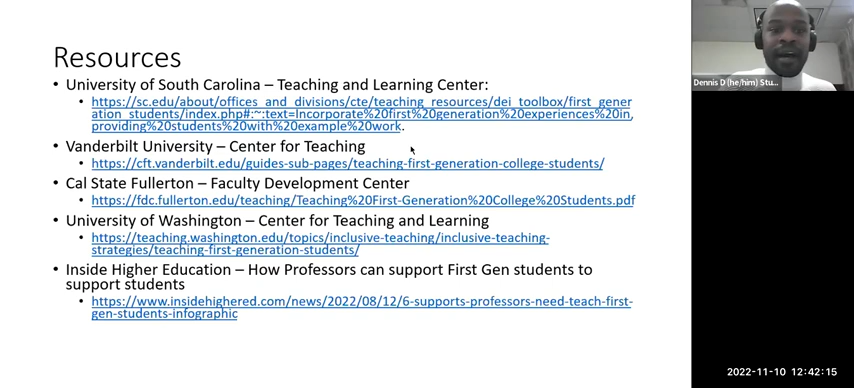 Resources
• University of South Carolina – Teaching and Learning Center:
• https://sc.edu/about/offices_and_divisions/cte/teaching_resources/dei_toolbox/first_gener
ation_students/index.php#:~:text=Incorporate%20first%20generation%20experiences%20in,
providing%20students%20with%20example%20work.
• Vanderbilt University – Center for Teaching
• https://cft.vanderbilt.edu/guides-sub-pages/teaching-first-generation-college-students/
• Cal State Fullerton – Faculty Development Center
• https://fdc.fullerton.edu/teaching/Teaching%20First-Generation%20College%20Students.pdf
• University of Washington – Center for Teaching and Learning
• https://teaching.washington.edu/topics/inclusive-teaching/inclusive-teaching-
strategies/teaching-first-generation-students/
• Inside Higher Education – How Professors can support First Gen students to
support students
• https://www.insidehighered.com/news/2022/08/12/6-supports-professors-need-teach-first-
gen-students-infographic
Dennis D (he/him) Stu...
2022-11-10 12:42:15